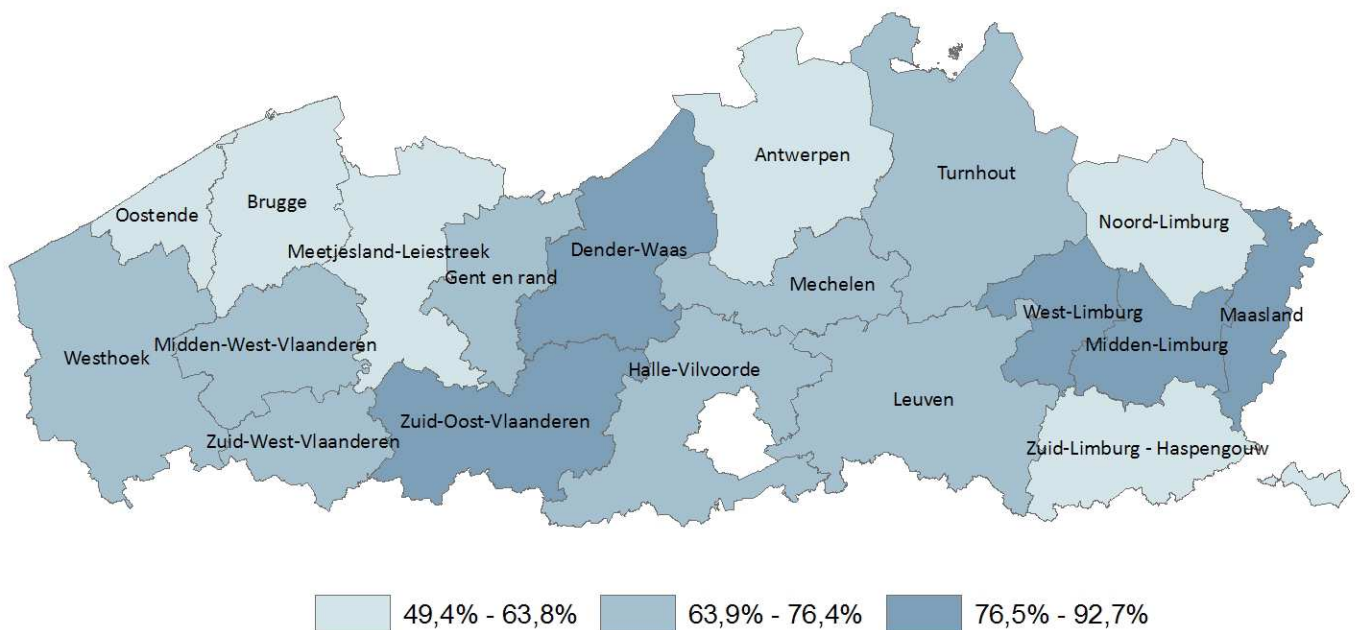 Antwerpen
Turnhout
Brugge
Oostende
Noord-Limburg
Meetjesland-Leiestreek
Dender-Waas
Gent en rand
Mechelen
West-Limburg
Maasland
Midden-West-Vlaanderen
Midden-Limburg
Westhoek
Halle-Vilvoorde
Leuven
Zuid-Oost-Vlaanderen
Zuid-West-Vlaanderen
Zuid-Limburg - Haspengouw
49,4% - 63,8% 63,9% - 76,4% 76,5% - 92,7%